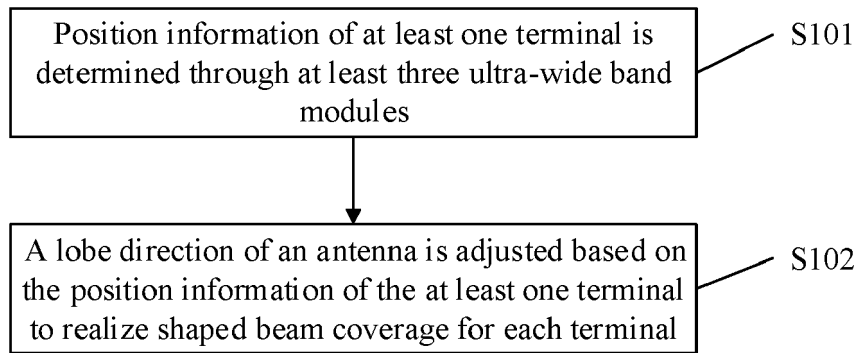 Position information of at least one terminal is
determined through at least three ultra-wide band
modules
S101
A lobe direction of an antenna is adjusted based on
the position information of the at least one terminal
to realize shaped beam coverage for each terminal
S102